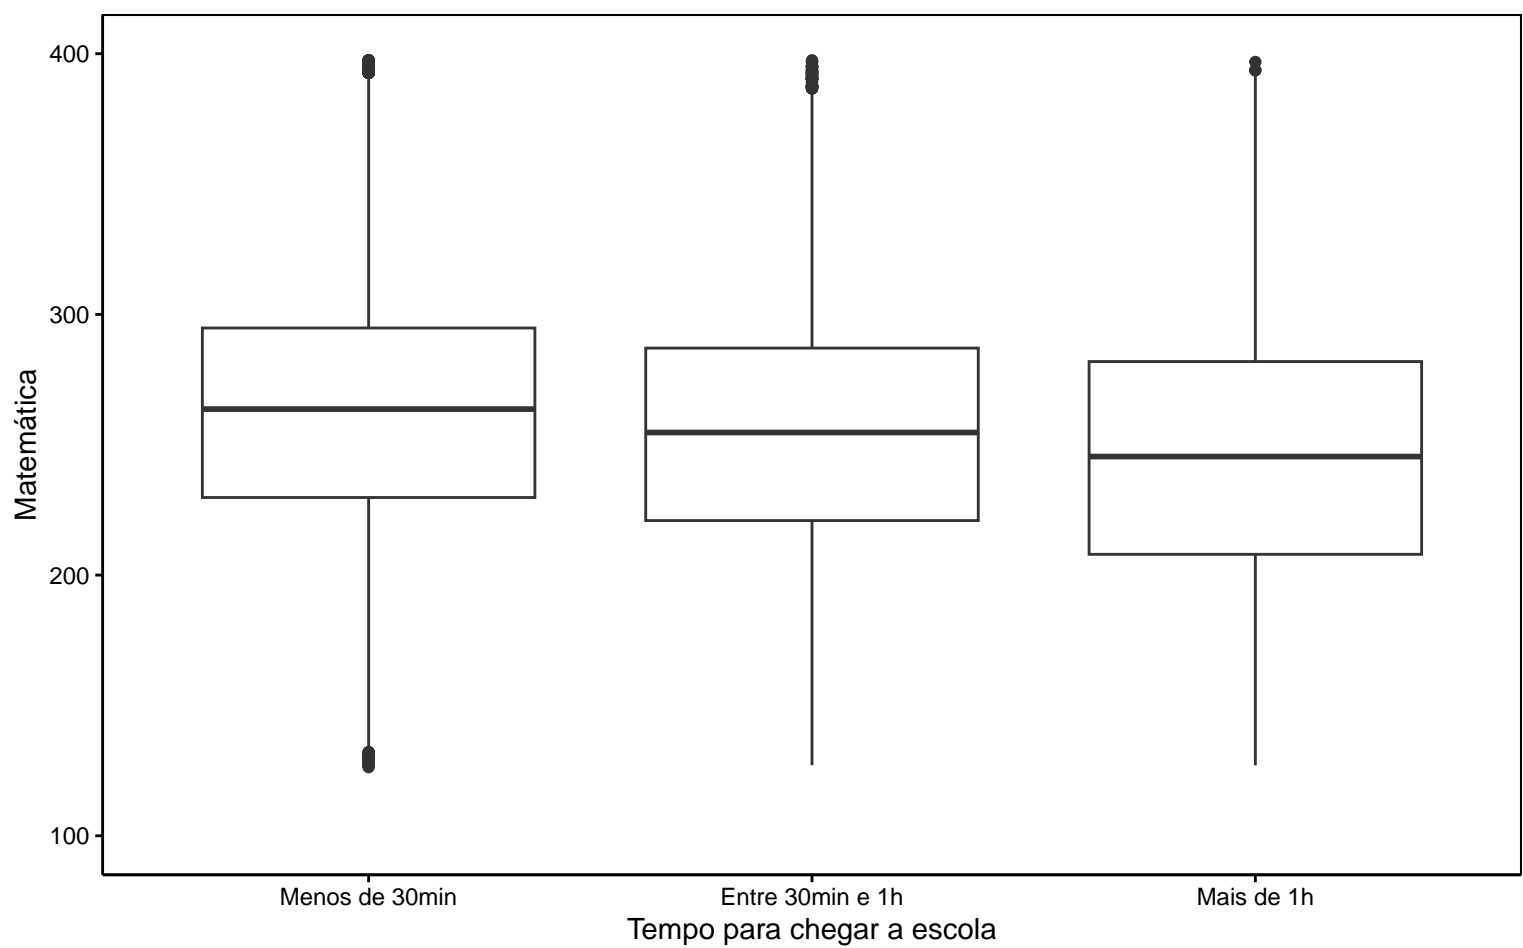 400
300
200
100
Matemática
Menos de 30min
Entre 30min e 1h
Mais de 1h
Tempo para chegar a escola